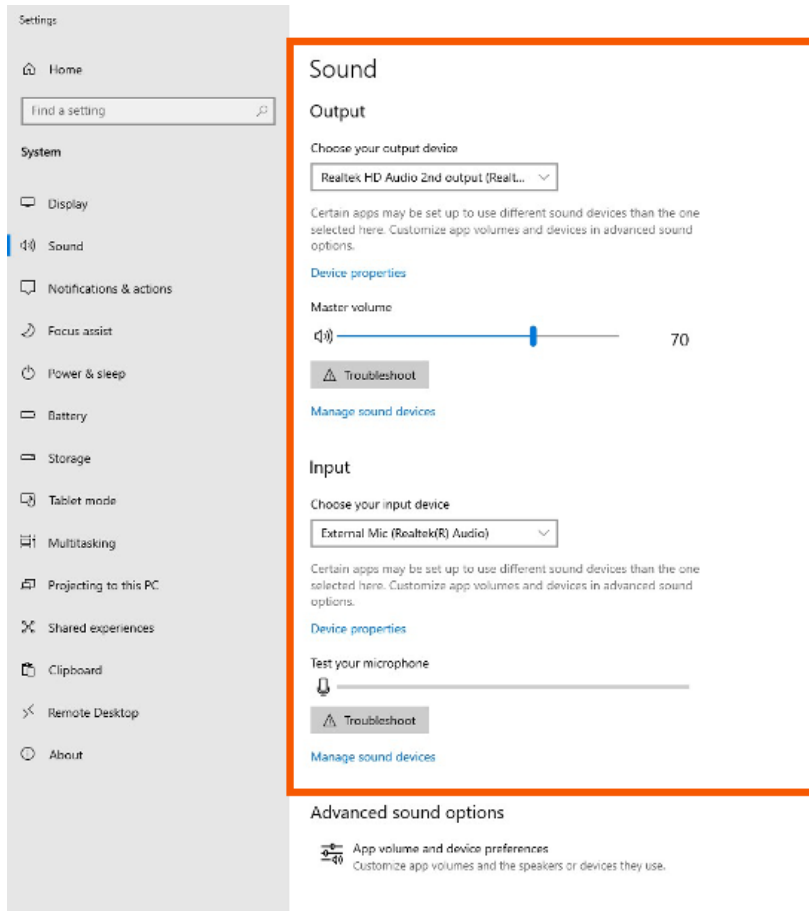 Settings
Home
Find a setting
System
Display
Sound
Notifications & actions
Focus assist
Power & sleep
Battery
Storage
Tablet mode
Multitasking
Projecting to this PC
Shared experiences
Clipboard
Remote Desktop
About
Sound
Output
Choose your output device
Realtek HD Audio 2nd output (Realt...
Certain apps may be set up to use different sound devices than the one
selected here. Customize app volumes and devices in advanced sound
options.
Device properties
Master volume
70
Troubleshoot
Manage sound devices
Input
Choose your input device
External Mic (Realtek(R) Audio)
Certain apps may be set up to use different sound devices than the one
selected here. Customize app volumes and devices in advanced sound
options.
Device properties
Test your microphone
Troubleshoot
Manage sound devices
Advanced sound options
App volume and device preferences
Customize app volumes and the speakers or devices they use.